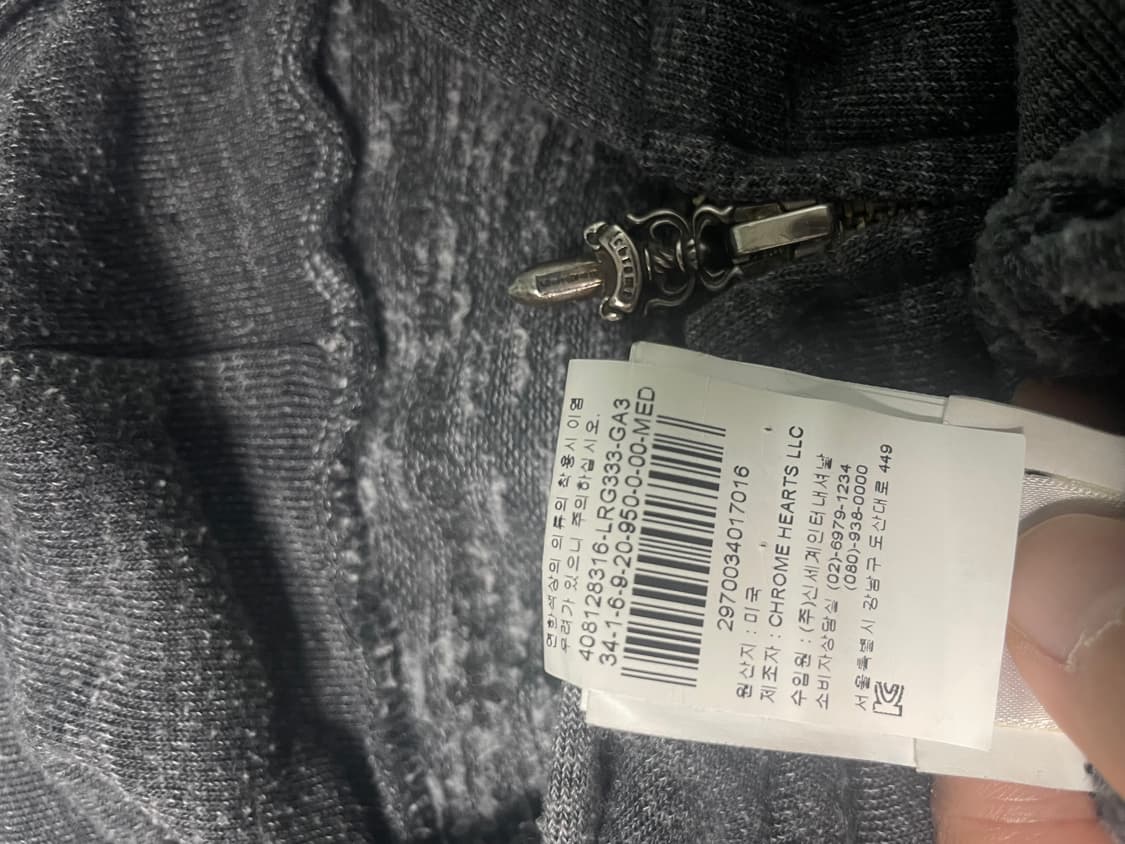 연한색상의 의류의 착용시 이염
우려가 있으니 주의하십시오.
408128316-LRG333-GA3
34-1-6-9-20-950-0-00-MED
2970034017016
원산지 : 미국
제조자 : CHROME HEARTS LLC
수입원 : (주)신세계인터내셔날
소비자상담실 (02)-6979-1234
(080)-938-0000
서울특별시 강남구 도산대로 449